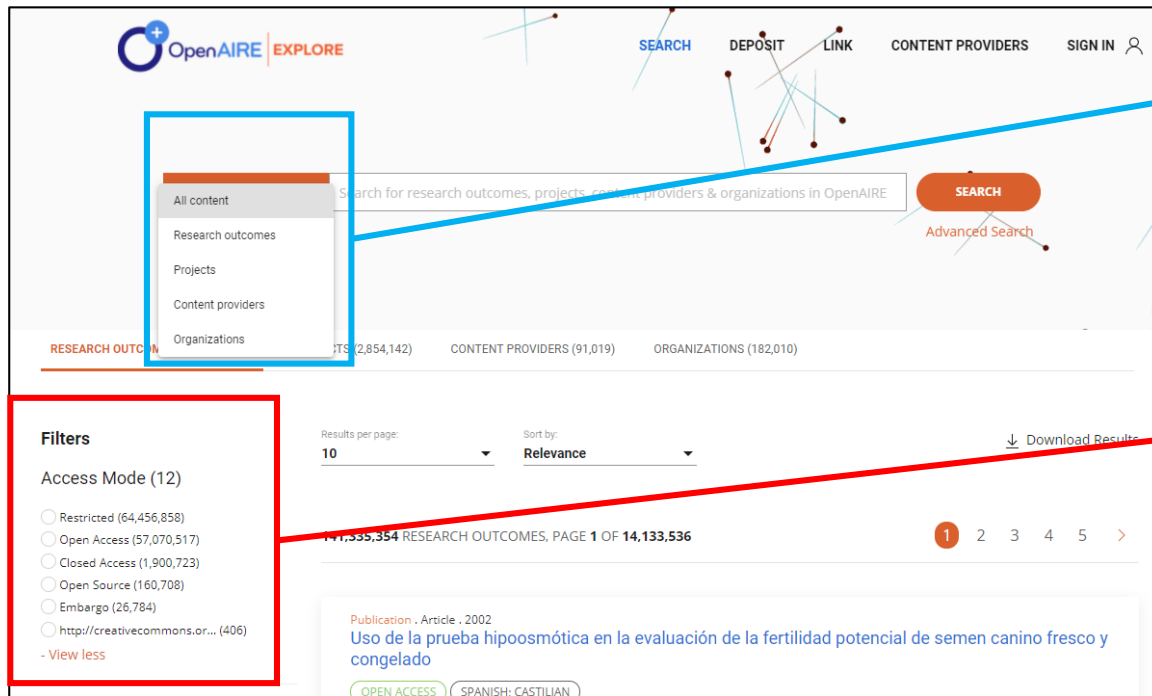 OpenAIRE | EXPLORE
SEARCH DEPOSIT LINK CONTENT PROVIDERS SIGN IN
Search for research outcomes, projects, content providers & organizations in OpenAIRE
SEARCH
All content
Research outcomes
Projects
Content providers
Organizations
Advanced Search
RESEARCH (2,854,142) CONTENT PROVIDERS (91,019) ORGANIZATIONS (182,010)
Filters
Access Mode (12)
Restricted (64,456,858)
Open Access (57,070,517)
Closed Access (1,900,723)
Open Source (160,708)
Embargo (26,784)
http://creativecommons.or... (406)
- View less
Results per page:
10
Sort by:
Relevance
Download Results
141,335,354 RESEARCH OUTCOMES, PAGE 1 OF 14,133,536
1 2 3 4 5 >
Publication . Article . 2002
Uso de la prueba hipoosmótica en la evaluación de la fertilidad potencial de semen canino fresco y
congelado
OPEN ACCESS SPANISH; CASTILIAN